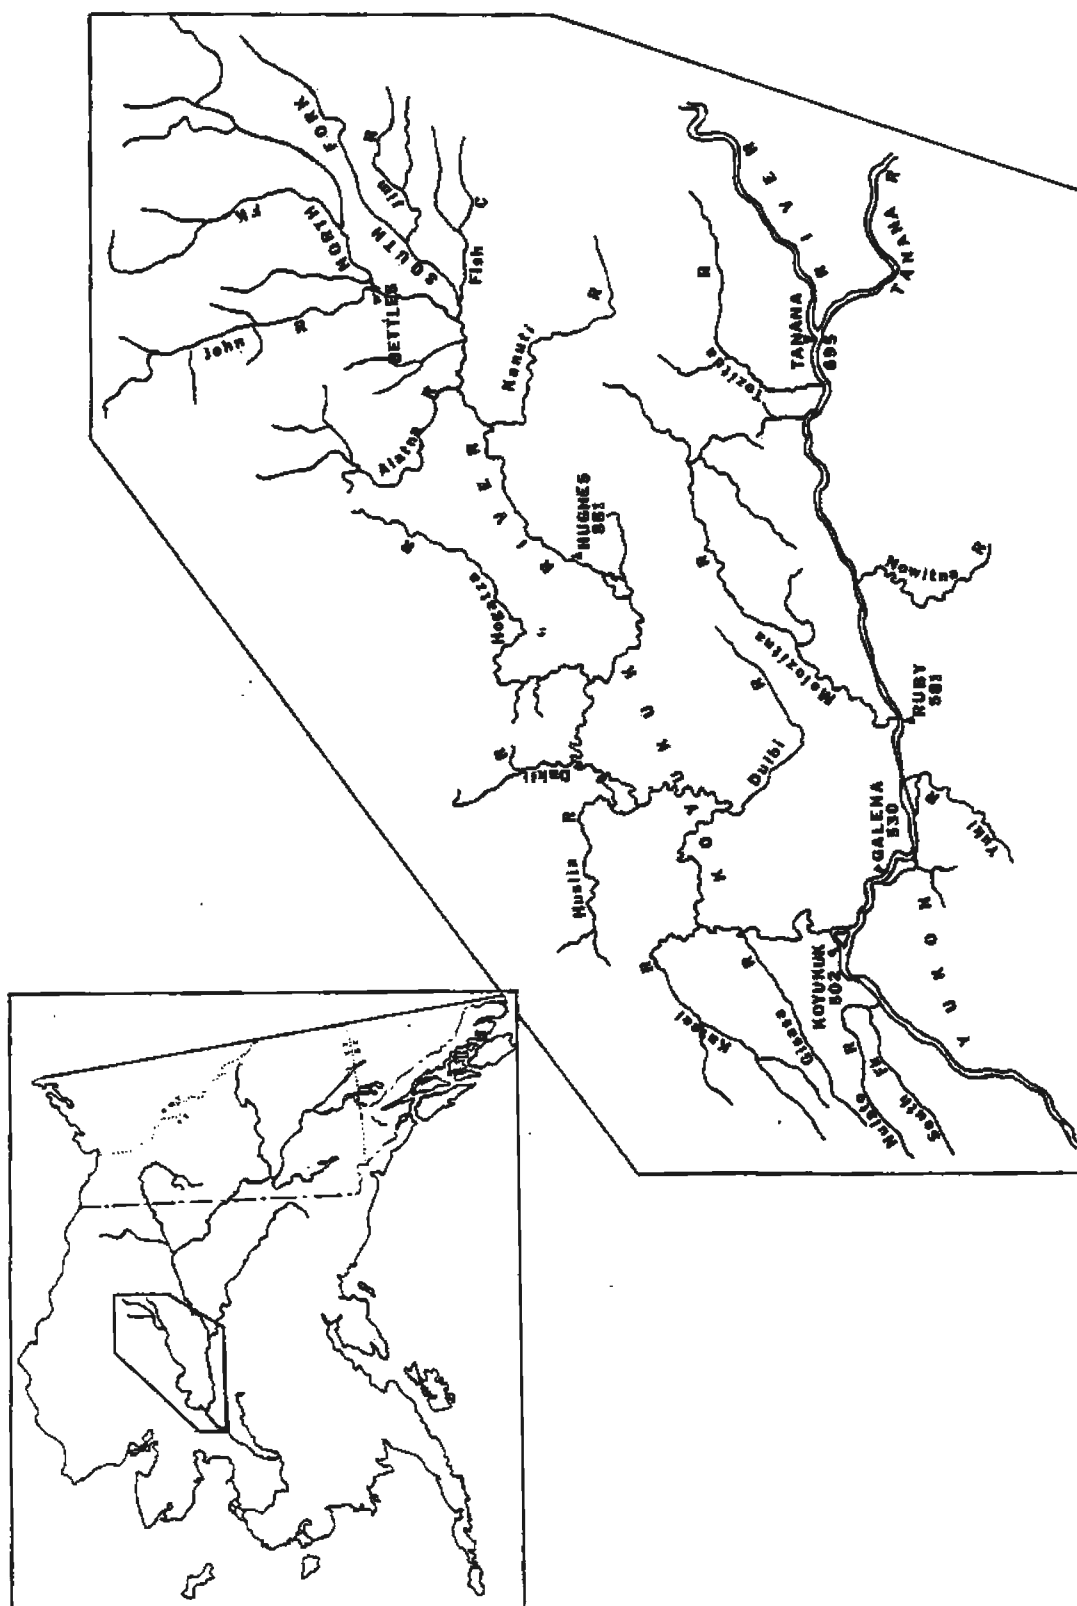 NORTH
FK
SOUTH
FORK
Jim
R
Fish
C
John
R
BETTLES
Alatna
R
Kanuti
R
Hogatza
R
HUGHES
881
KOYUKUK
RIVER
Dakli
R
Huslia
R
Dulbi
R
Kateel
R
Gisasa
R
KOYUKUK
502
Nulato
R
South
FK
GALENA
530
Yuki
R
RUBY
581
Melozitna
R
Nowitna
R
Tozitna
R
TANANA
695
TANANA
R
YUKON
RIVER